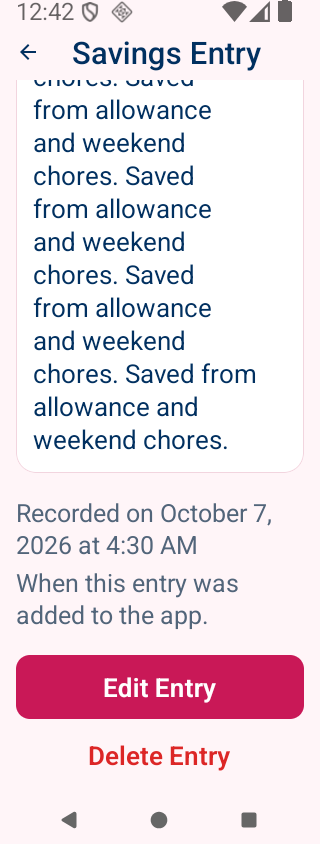 12:42
Savings Entry
chores. Saved
from allowance
and weekend
chores. Saved
from allowance
and weekend
chores. Saved
from allowance
and weekend
chores. Saved from
allowance and
weekend chores.
Recorded on October 7,
2026 at 4:30 AM
When this entry was
added to the app.
Edit Entry
Delete Entry